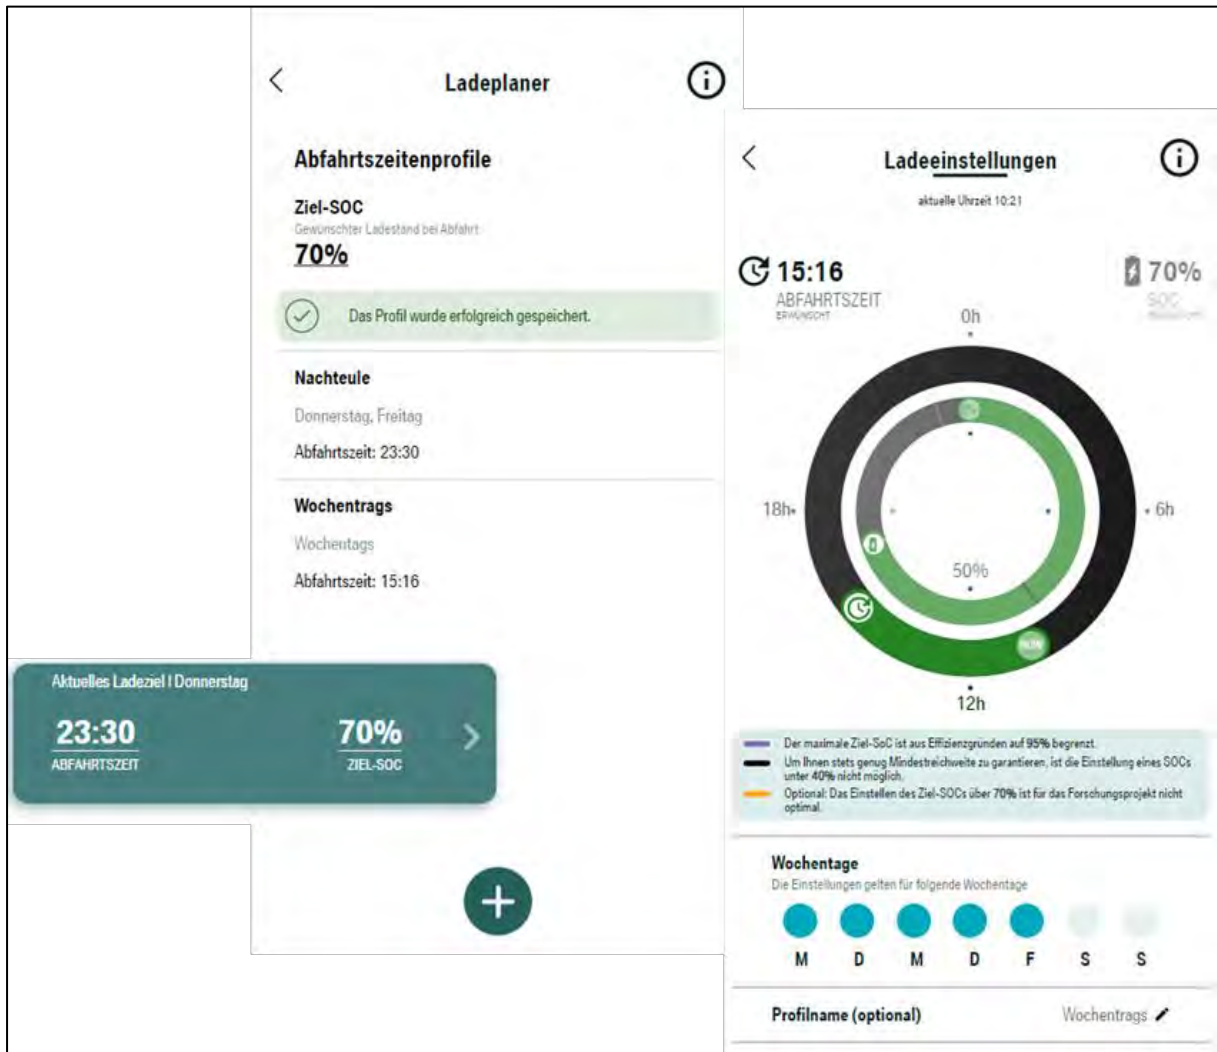 Ladeplaner
Abfahrtszeitenprofile
Ziel-SOC
Gewünschter Ladestand bei Abfahrt
70%
Das Profil wurde erfolgreich gespeichert.
Nachteule
Donnerstag, Freitag
Abfahrtszeit: 23:30
Wochentrags
Wochentags
Abfahrtszeit: 15:16
Aktuelles Ladeziel | Donnerstag
23:30
70%
ABFAHRTSZEIT
ZIEL-SOC
Ladeeinstellungen
aktuelle Uhrzeit 10:21
15:16
70%
ABFAHRTSZEIT
SOC
ERWÜNSCHT
0h
18h
6h
50%
NOW
12h
Der maximale Ziel-SoC ist aus Effizienzgründen auf 95% begrenzt.
Um Ihnen stets genug Mindestreichweite zu garantieren, ist die Einstellung eines SOCs
unter 40% nicht möglich.
Optional: Das Einstellen des Ziel-SOCs über 70% ist für das Forschungsprojekt nicht
optimal.
Wochentage
Die Einstellungen gelten für folgende Wochentage
M D M D F S S
Profilname (optional)
Wochentrags